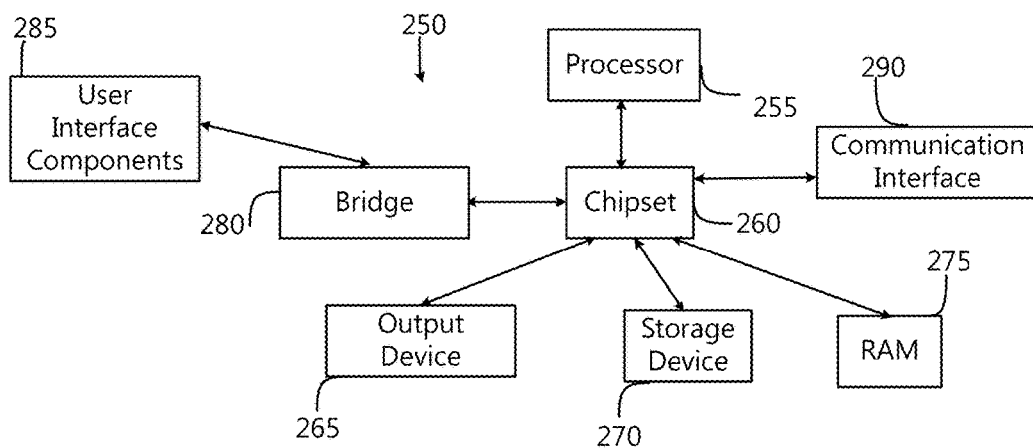 285
User
Interface
Components
250
Processor
255
290
Communication
Interface
Bridge
280
Chipset
260
275
Output
Device
265
Storage
Device
270
RAM